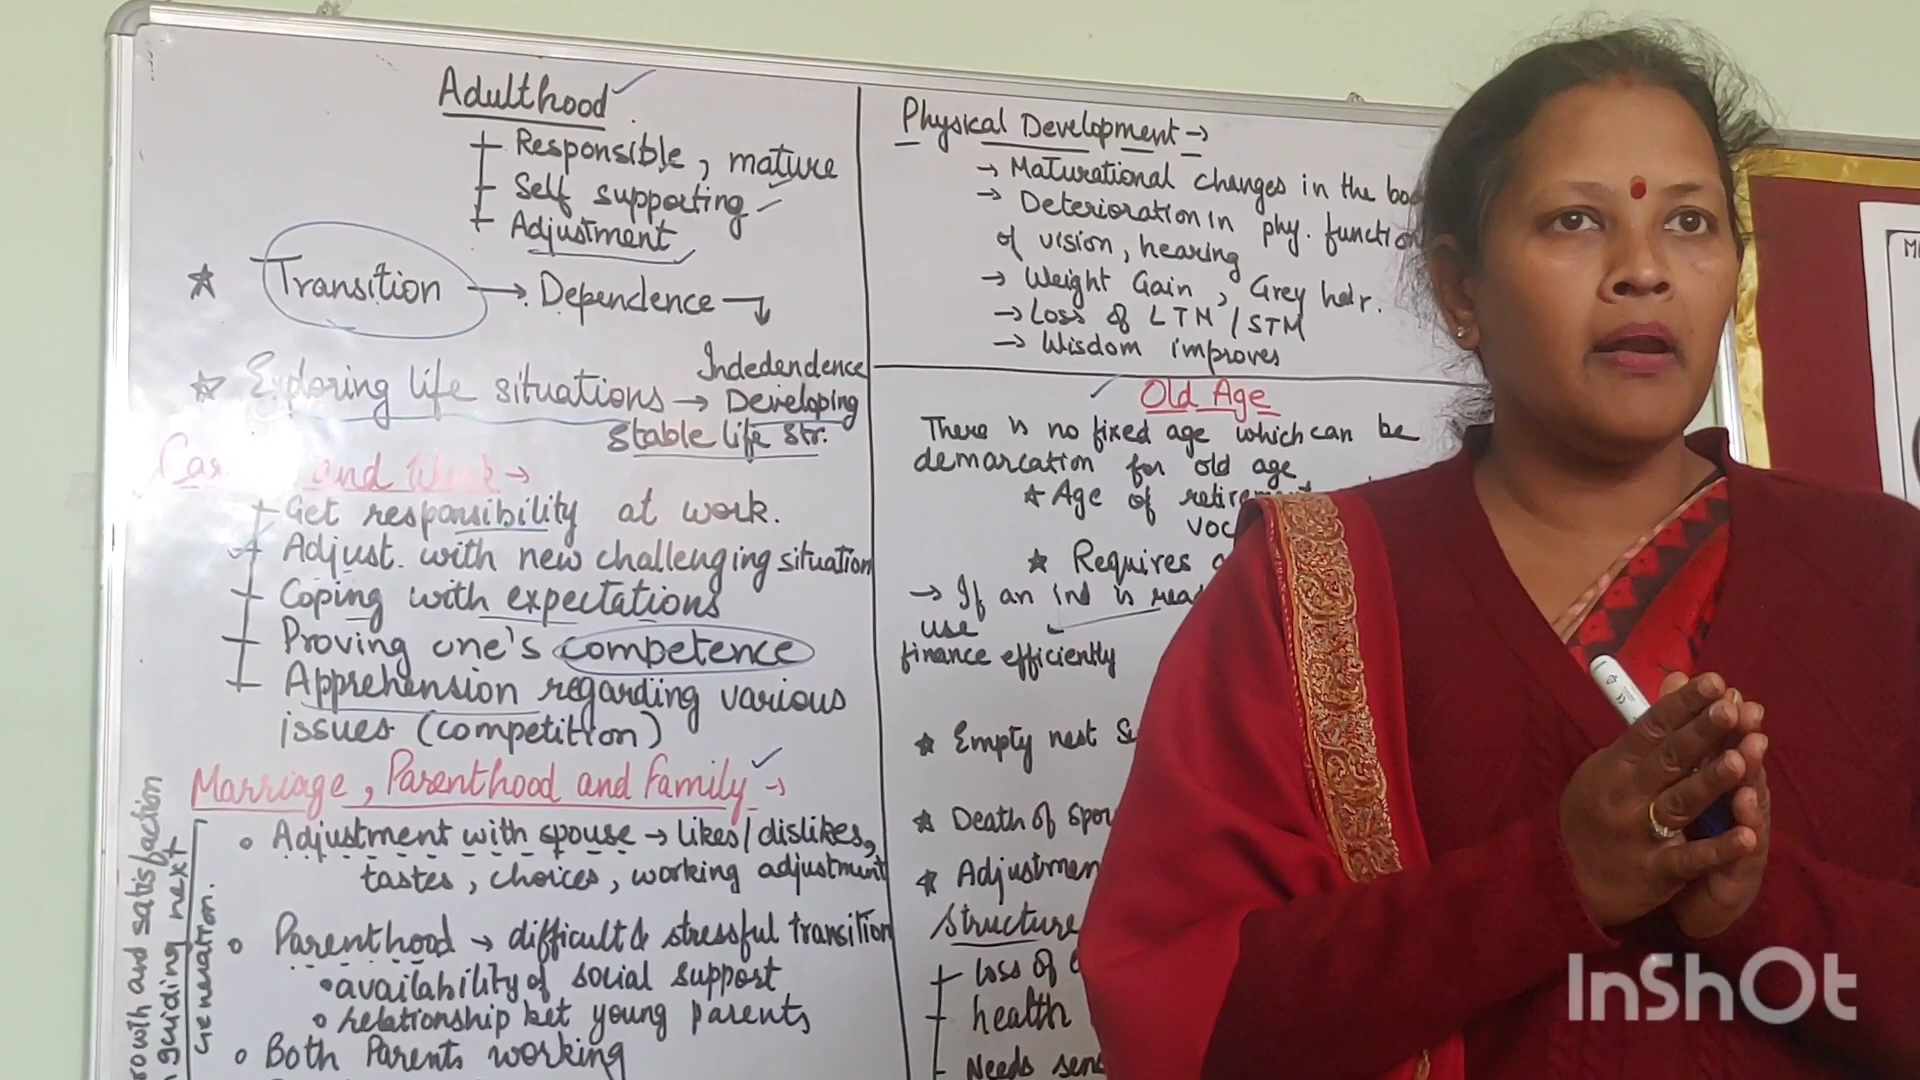 Adulthood
Responsible, mature
Self supporting
Adjustment
Transition → Dependence
Indedendence
Exploring life situations → Developing
stable life str.
and Work →
Get responsibility at work.
Adjust. with new challenging situation
Coping with expectations
Proving one's competence
Apprehension regarding various
issues (competition)
Marriage, Parenthood and Family →
Adjustment with spouse → likes/dislikes,
tastes, choices, working adjustment
Parenthood → difficult & stressful transition
availability of social support
relationship bet young parents
Both Parents working
and satisfaction
guiding next
Generation.
Physical Development →
→ Maturational changes in the
→ Deterioration in phy. function
of vision, hearing
→ Weight Gain, Grey hair.
→ Loss of LTM/STM
→ Wisdom improves
Old Age
There is no fixed age which can be
demarcation for old age
Age of
Requires
→ If an ind is
use
finance efficiently
Empty nest
Death of
Structure
loss of
health
Needs
InShOt